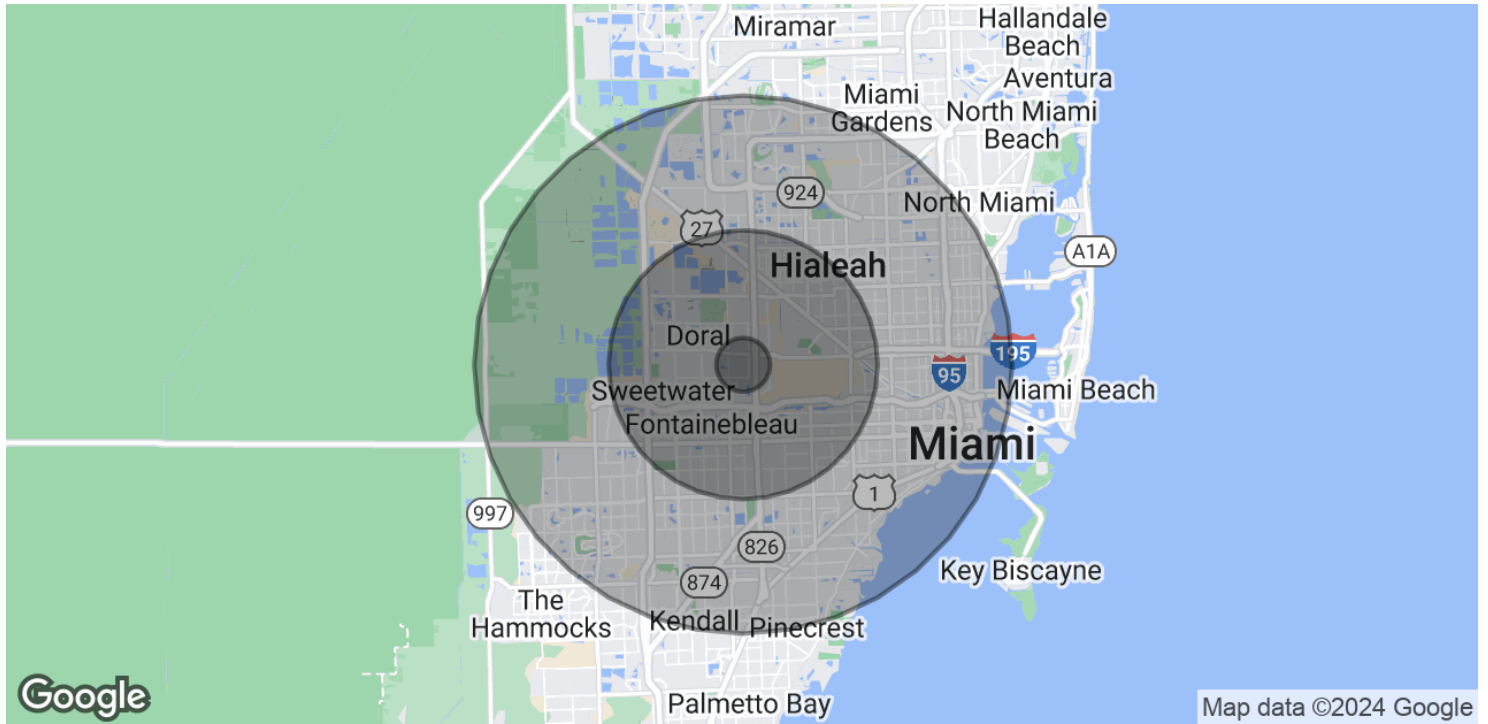 Miramar
Hallandale
Beach
Aventura
Miami
Gardens
North Miami
Beach
924
North Miami
27
A1A
Hialeah
Doral
195
95
Sweetwater
Miami Beach
Fontainebleau
Miami
1
997
826
874
Key Biscayne
The
Hammocks
Kendall
Pinecrest
Palmetto Bay
Google
Map data ©2024 Google